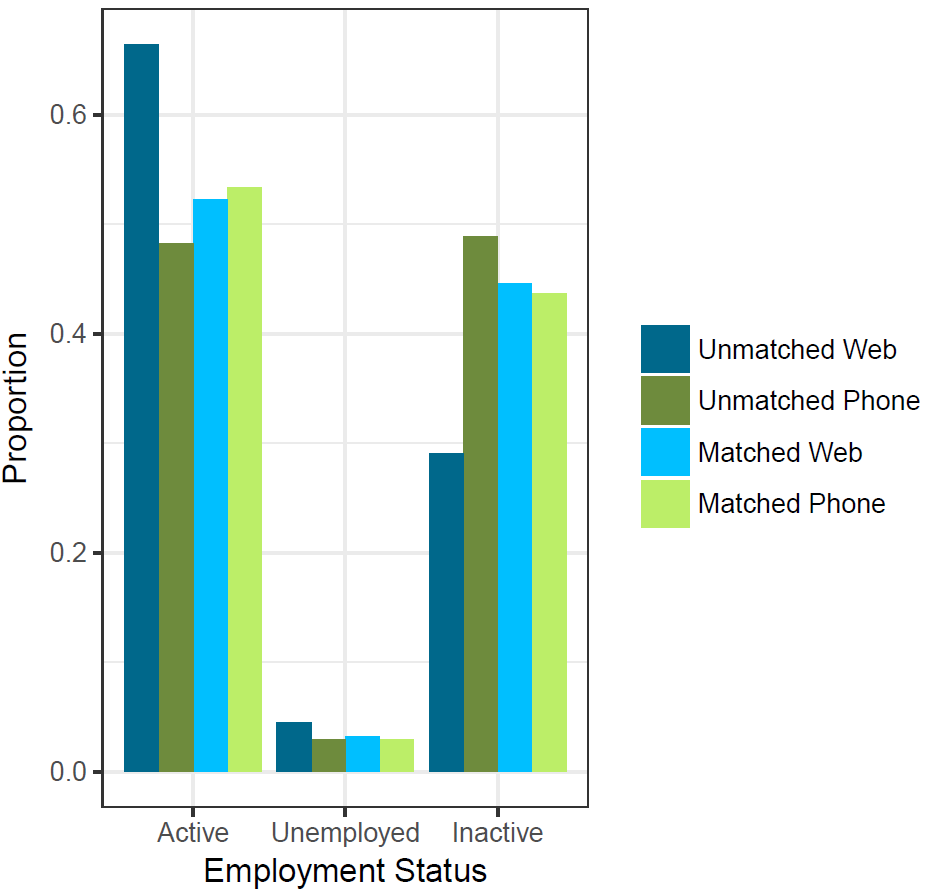 Proportion
0.6
0.4
0.2
0.0
Active Unemployed Inactive
Employment Status
Unmatched Web
Unmatched Phone
Matched Web
Matched Phone